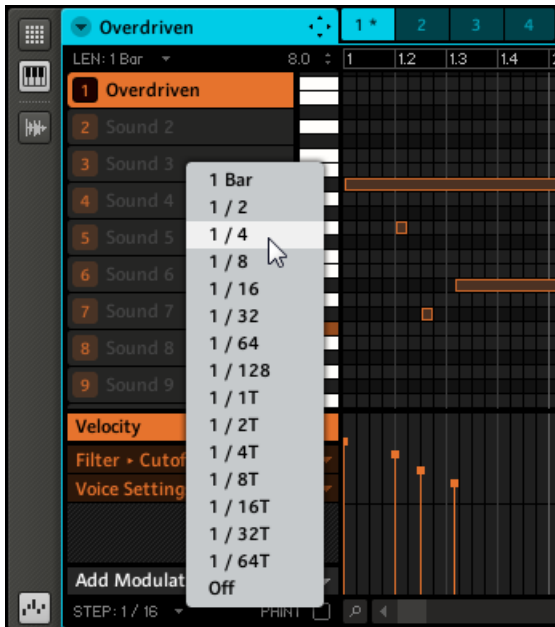 Overdriven 1 * 2 3 4
LEN: 1 Bar 8.0 1 1.2 1.3 1.4
1 Overdriven
2 Sound 2
3 Sound 3
4 Sound 4
5 Sound 5
6 Sound 6
7 Sound 7
8 Sound 8
9 Sound 9
1 Bar
1 / 2
1 / 4
1 / 8
1 / 16
1 / 32
1 / 64
1 / 128
1 / 1T
1 / 2T
1 / 4T
1 / 8T
1 / 16T
1 / 32T
1 / 64T
Off
Velocity
Filter ▸ Cutof
Voice Setting
Add Modulat
STEP: 1 / 16 PAINT